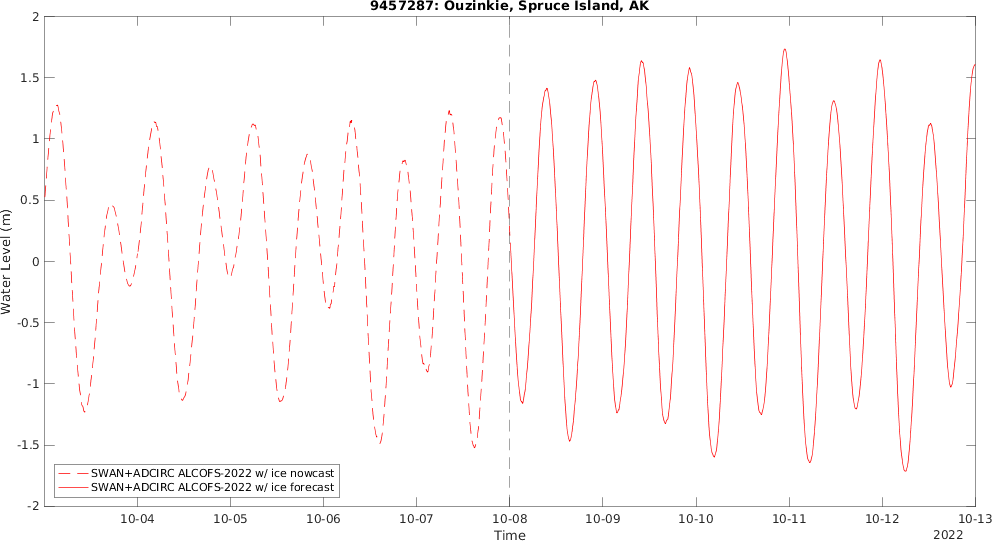 9457287: Ouzinkie, Spruce Island, AK
2
1.5
1
0.5
0
-0.5
-1
-1.5
-2
Water Level (m)
SWAN+ADCIRC ALCOFS-2022 w/ ice nowcast
SWAN+ADCIRC ALCOFS-2022 w/ ice forecast
10-04 10-05 10-06 10-07 10-08 10-09 10-10 10-11 10-12 10-13
Time
2022